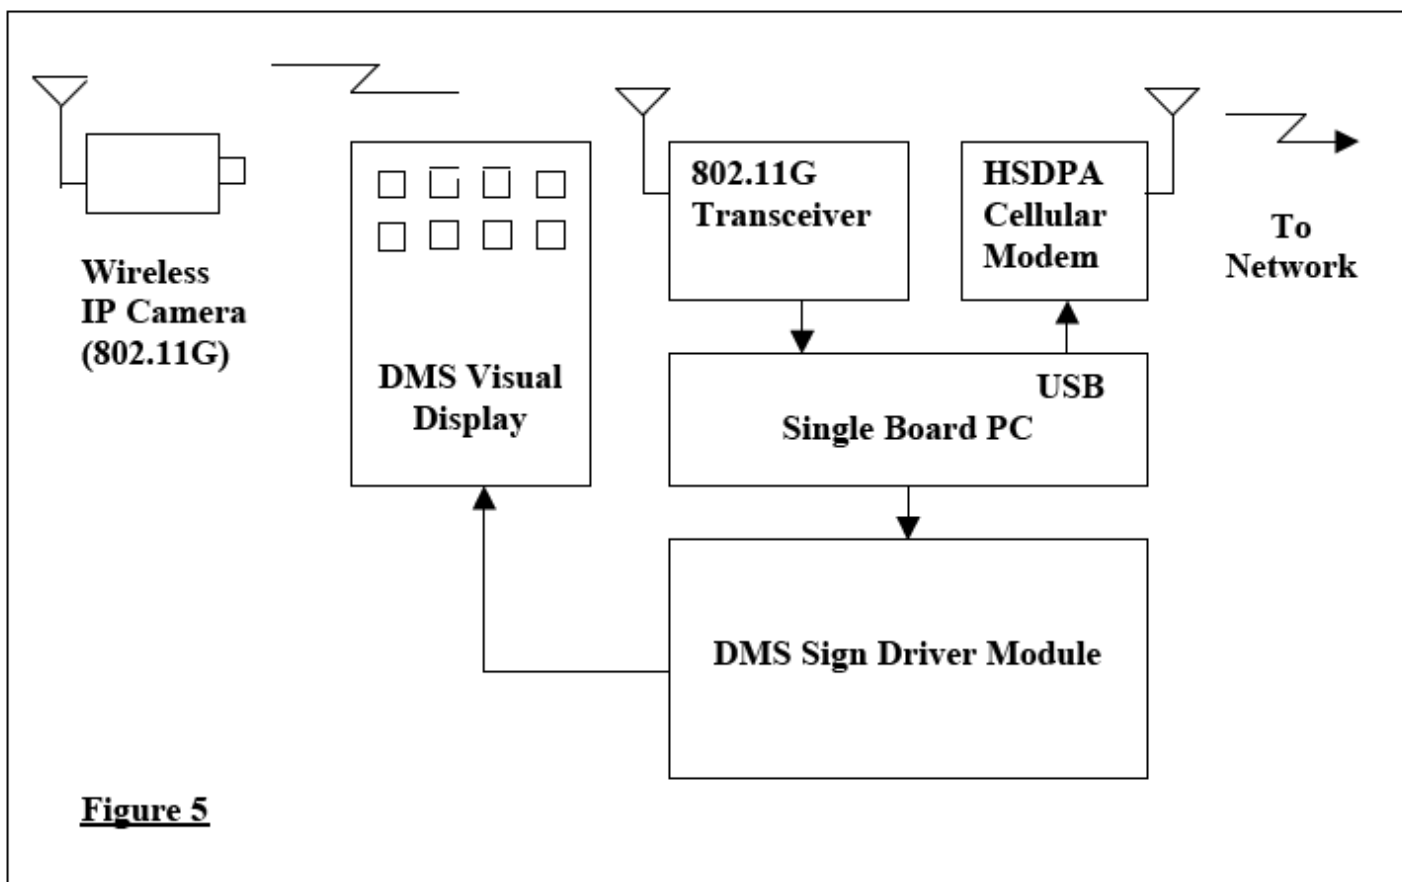 802.11G
Transceiver
HSDPA
Cellular
Modem
To
Network
Wireless
IP Camera
(802.11G)
DMS Visual
Display
USB
Single Board PC
DMS Sign Driver Module
Figure 5